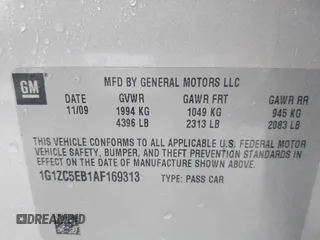 GM
MFD BY GENERAL MOTORS LLC
DATE GVWR GAWR FRT GAWR RR
11/09 1994 KG 1049 KG 945 KG
4396 LB 2313 LB 2083 LB
THIS VEHICLE CONFORMS TO ALL APPLICABLE U.S. FEDERAL MOTOR
VEHICLE SAFETY, BUMPER, AND THEFT PREVENTION STANDARDS IN
EFFECT ON THE DATE OF MANUFACTURE SHOWN ABOVE.
1G1ZC5EB1AF169313 TYPE: PASS CAR
AUTOHELPERBOT.COM